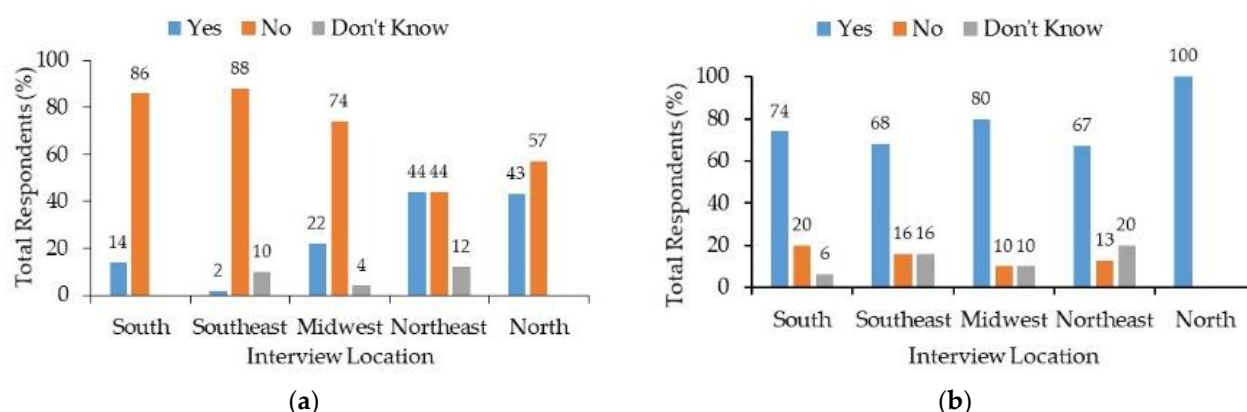 Yes No Don't Know
Total Respondents (%)
100
80
60
40
20
0
14 86
2 88 10
22 74 4
44 44 12
43 57
South Southeast Midwest Northeast North
Interview Location
(a)
Yes No Don't Know
Total Respondents (%)
100
80
60
40
20
0
74 20 6
68 16 16
80 10 10
67 13 20
100
South Southeast Midwest Northeast North
Interview Location
(b)